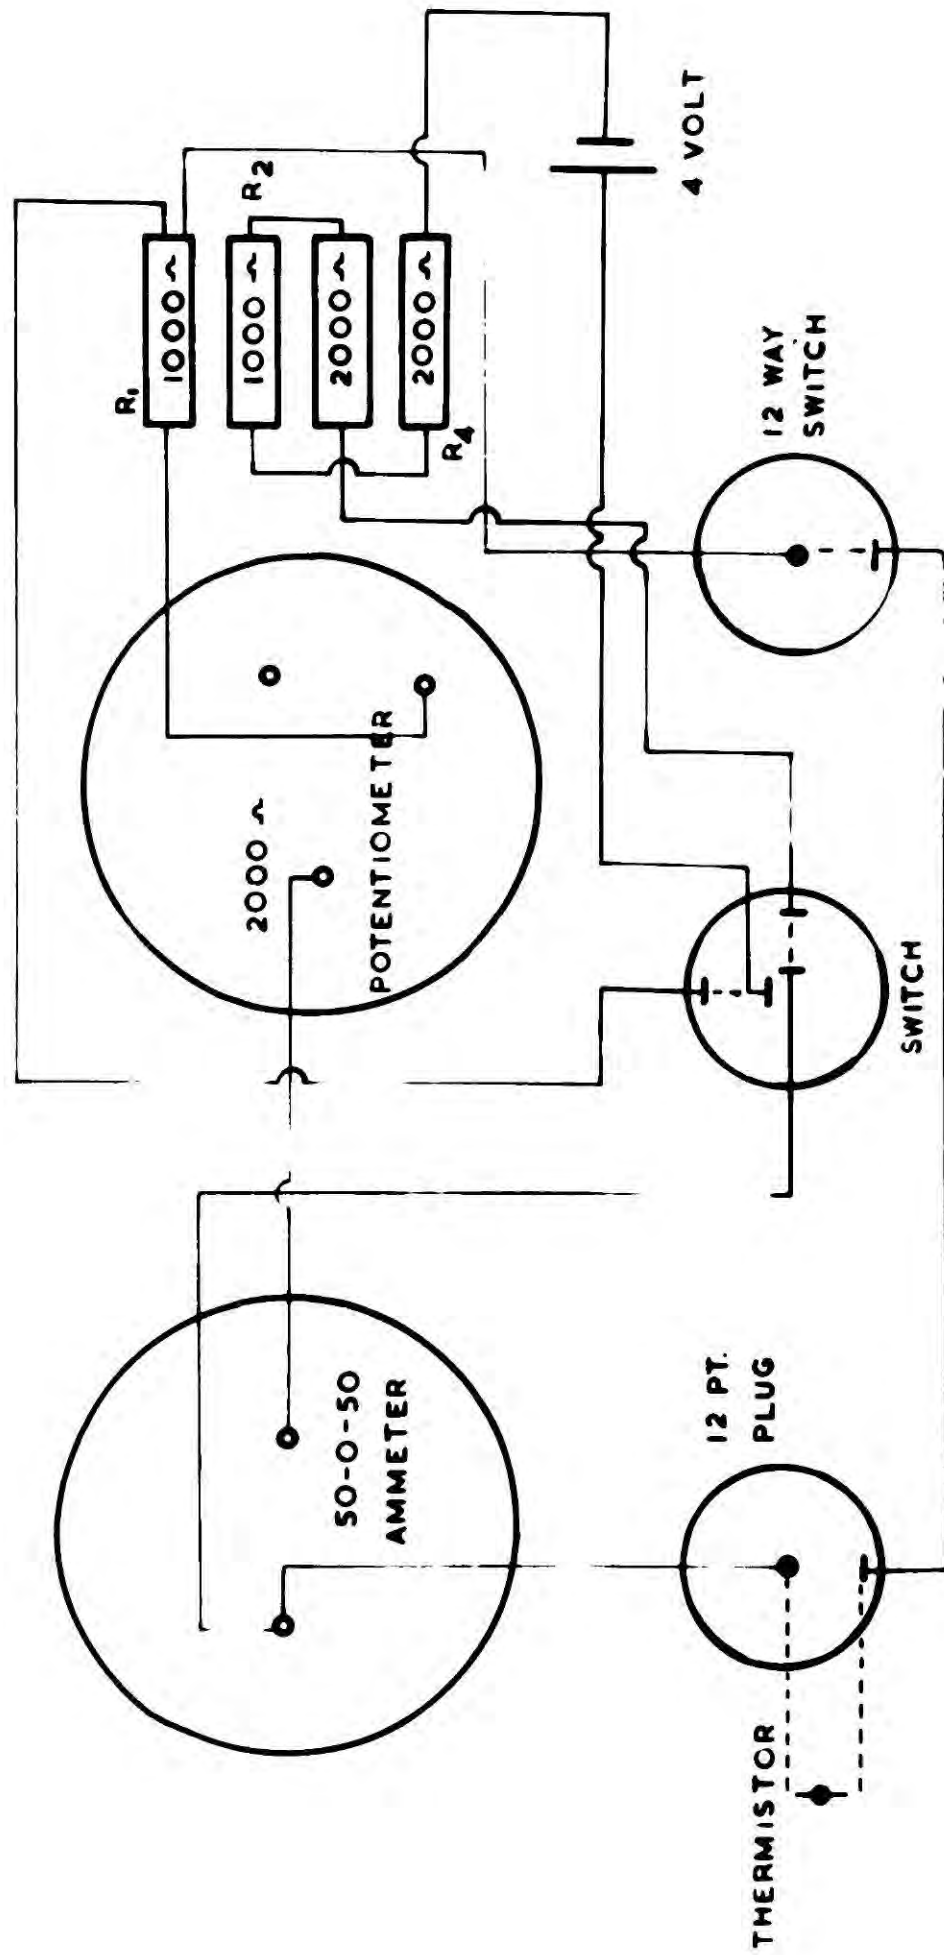 R1
1000 ~
1000 ~
R2
2000 ~
2000 ~
R4
4 VOLT
2000 ~
POTENTIOMETER
12 WAY
SWITCH
50-0-50
AMMETER
SWITCH
12 PT.
PLUG
THERMISTOR